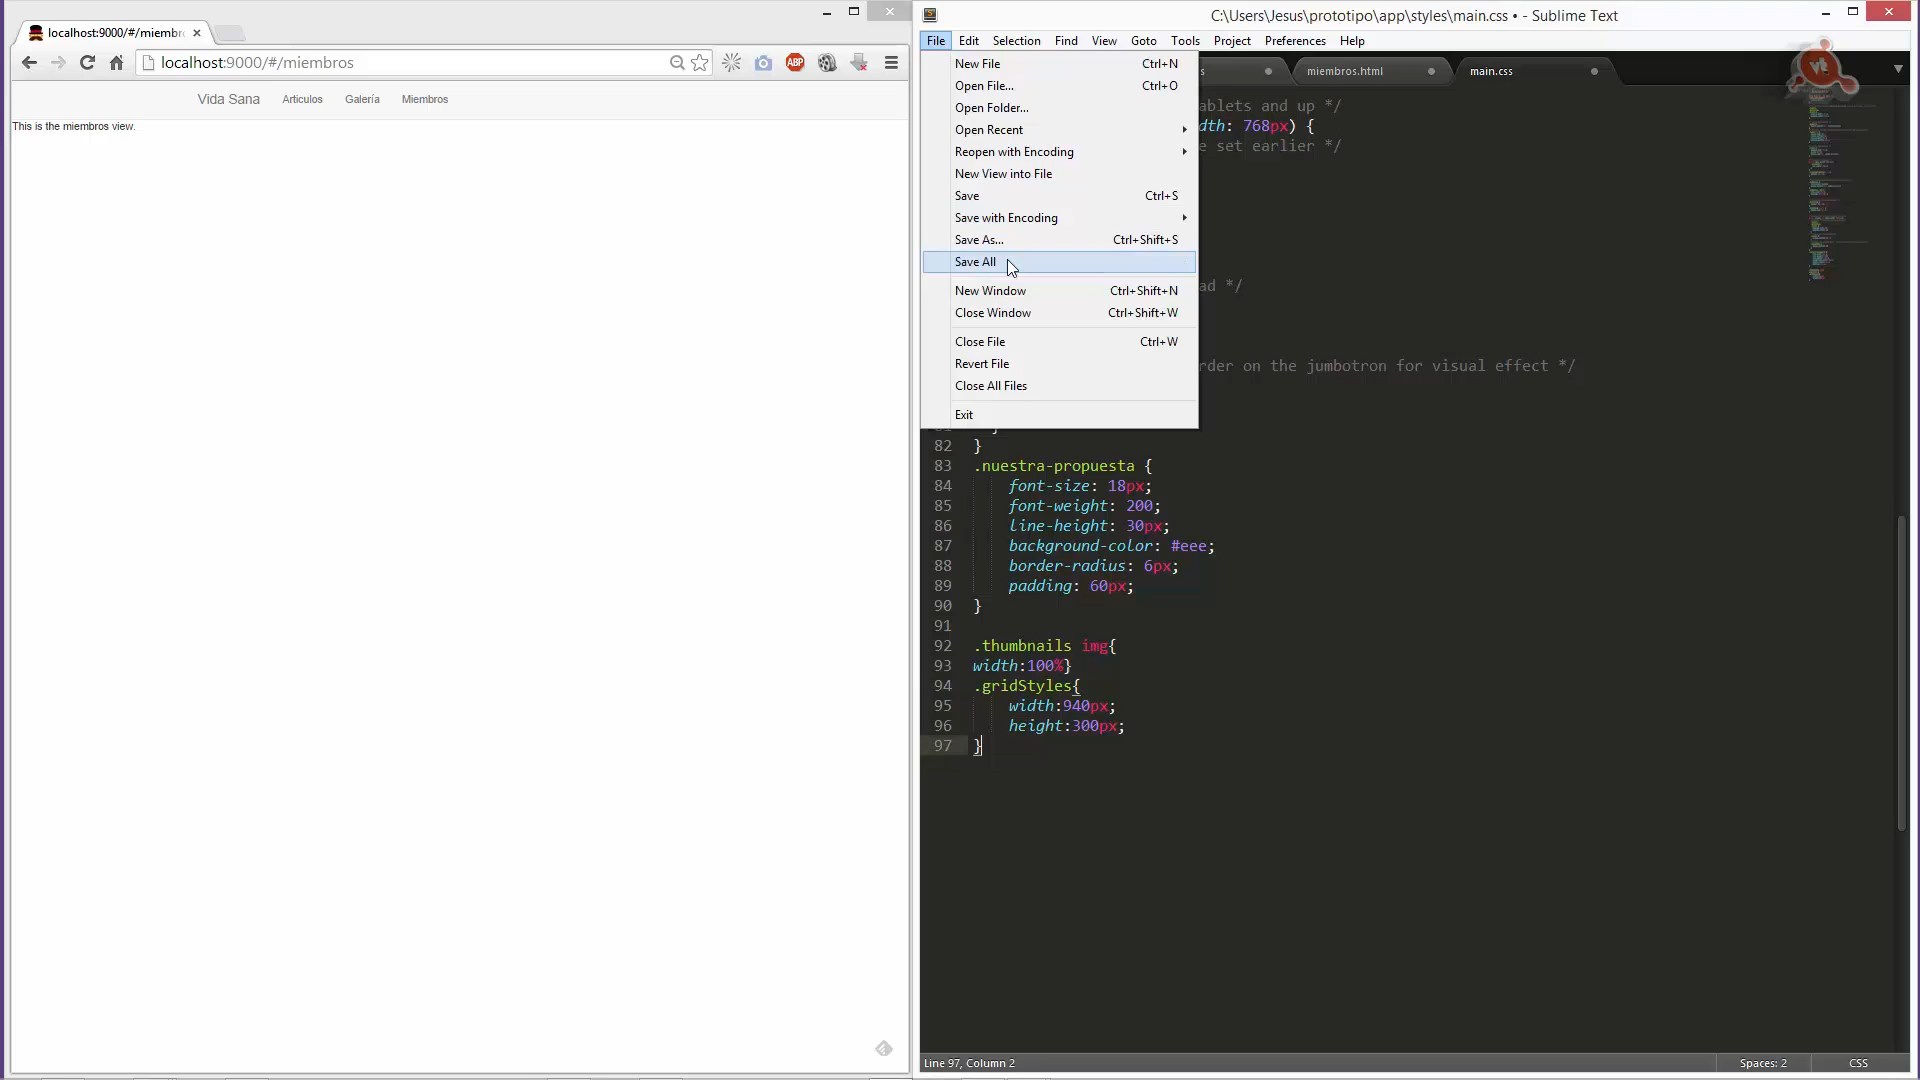 localhost:9000/#/miembr
localhost:9000/#/miembros
ABP
Vida Sana Articulos Galería Miembros
This is the miembros view.
C:\Users\Jesus\prototipo\app\styles\main.css • - Sublime Text
File Edit Selection Find View Goto Tools Project Preferences Help
s miembros.html main.css
New File Ctrl+N
Open File... Ctrl+O
Open Folder...
Open Recent
Reopen with Encoding
New View into File
Save Ctrl+S
Save with Encoding
Save As... Ctrl+Shift+S
Save All
New Window Ctrl+Shift+N
Close Window Ctrl+Shift+W
Close File Ctrl+W
Revert File
Close All Files
Exit
ablets and up */
dth: 768px) {
e set earlier */
ad */
rder on the jumbotron for visual effect */
82 }
83 .nuestra-propuesta {
84 font-size: 18px;
85 font-weight: 200;
86 line-height: 30px;
87 background-color: #eee;
88 border-radius: 6px;
89 padding: 60px;
90 }
91
92 .thumbnails img{
93 width:100%}
94 .gridStyles{
95 width:940px;
96 height:300px;
97 }
Line 97, Column 2 Spaces: 2 CSS